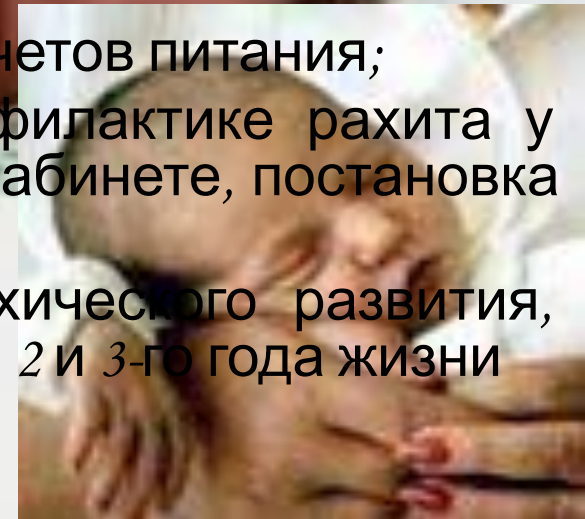 четов питания;
филактике рахита у
абинете, постановка
хического развития,
2 и 3-го года жизни